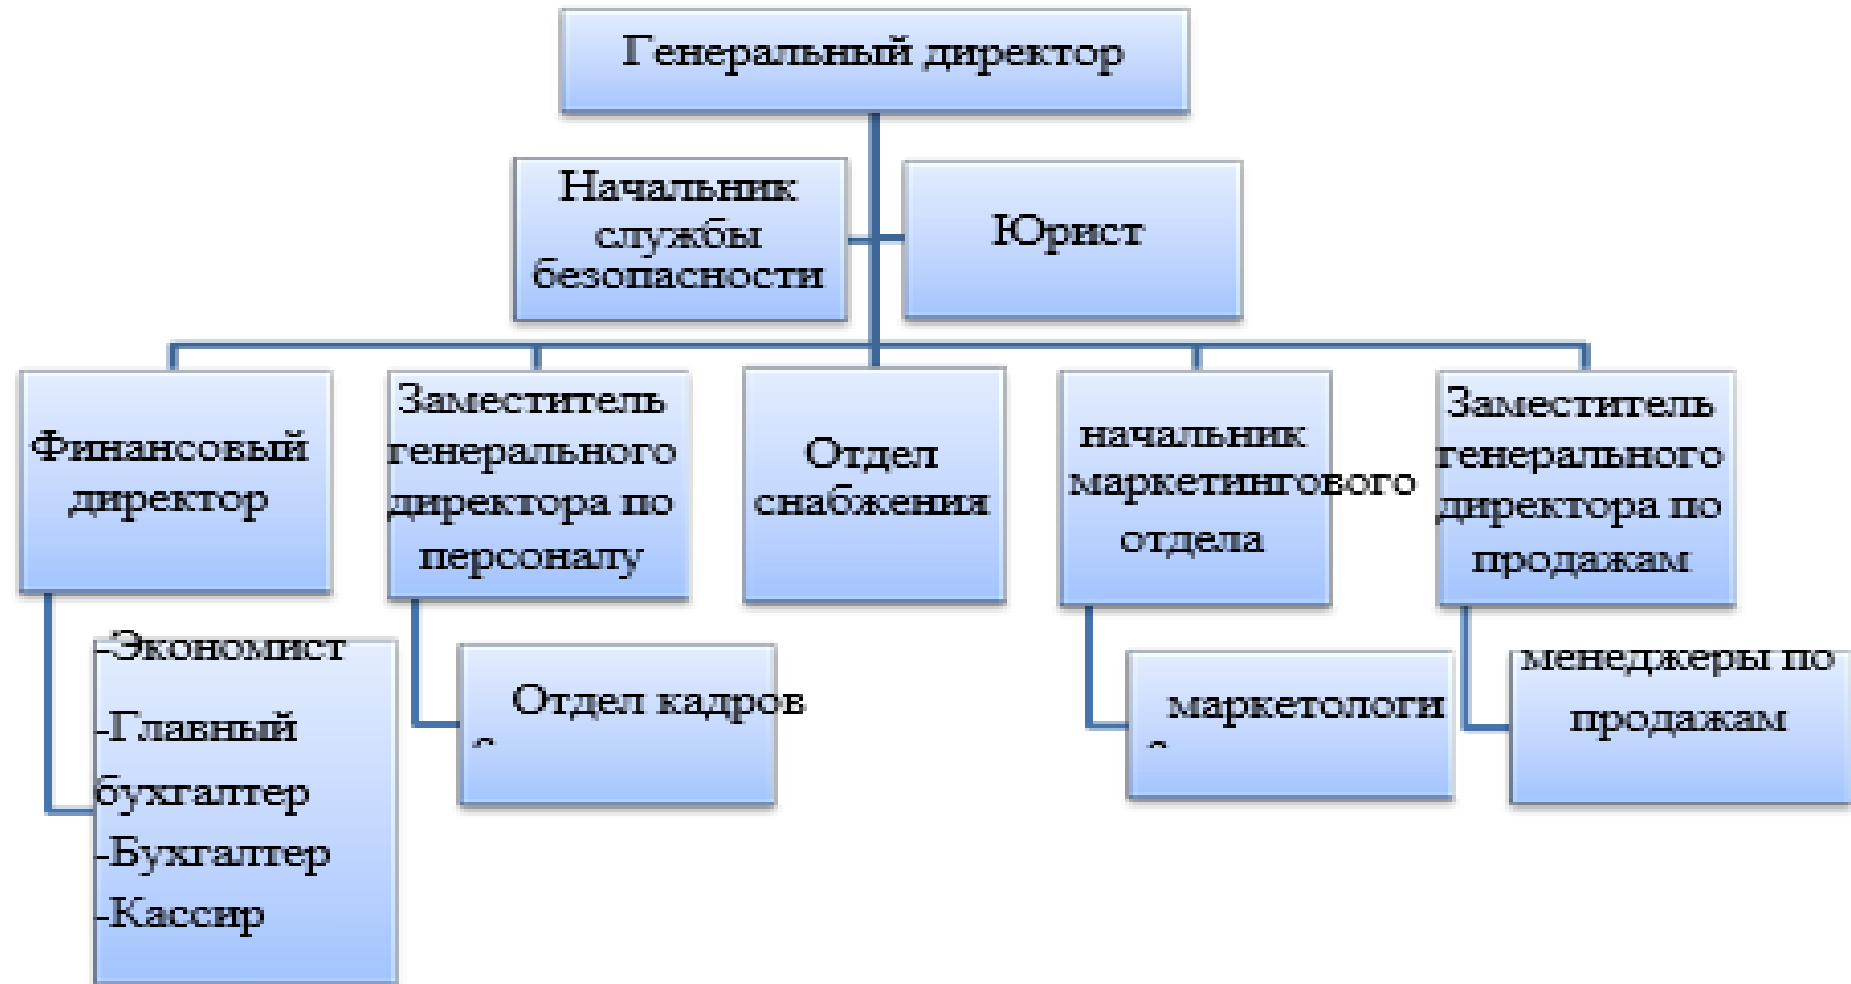 Генеральный директор
Начальник
службы
безопасности
Юрист
Финансовый
директор
Заместитель
генерального
директора по
персоналу
Отдел
снабжения
начальник
маркетингового
отдела
Заместитель
генерального
директора по
продажам
-Экономист
-Главный
бухгалтер
-Бухгалтер
-Кассир
Отдел кадров
маркетологи
менеджеры по
продажам